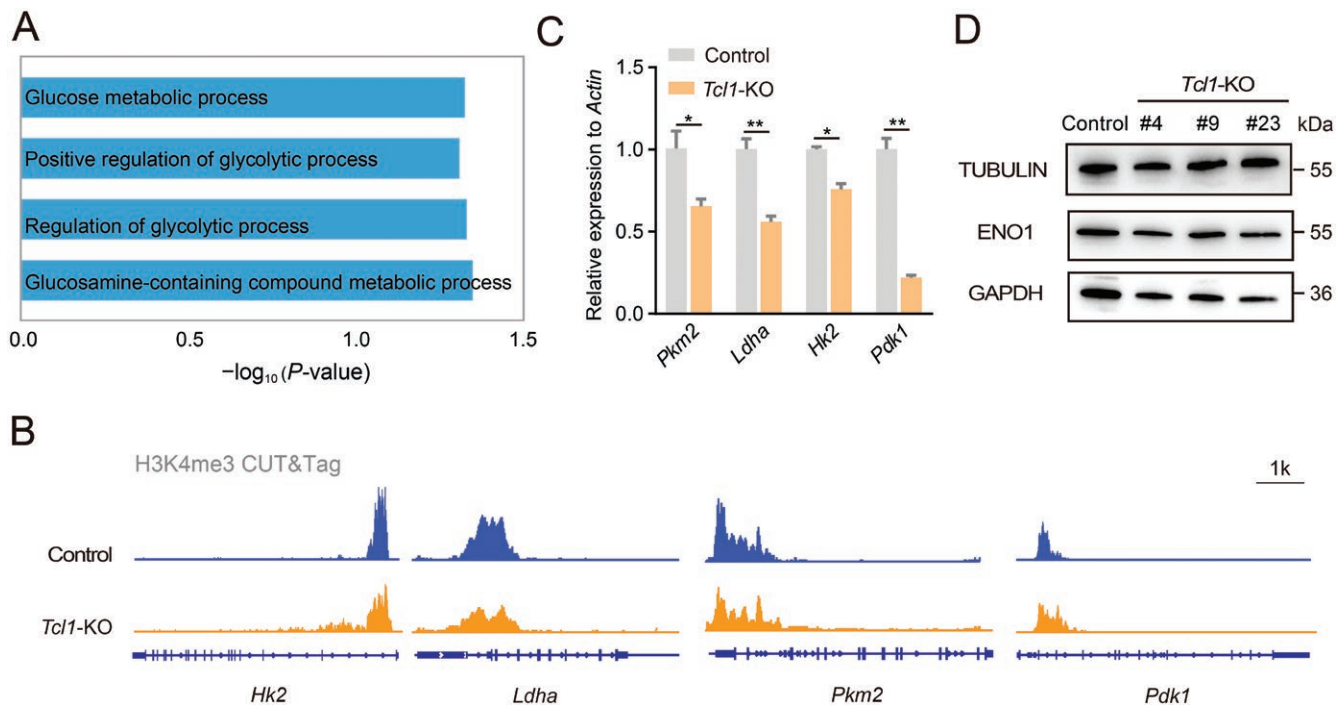 A
Glucose metabolic process
Positive regulation of glycolytic process
Regulation of glycolytic process
Glucosamine-containing compound metabolic process
0.0 0.5 1.0 1.5
−log₁₀ (P-value)
C
Control
Tcl1-KO
Relative expression to Actin
1.5
1.0
0.5
0.0
* ** * **
Pkm2 Ldha Hk2 Pdk1
D
Tcl1-KO
Control #4 #9 #23 kDa
TUBULIN 55
ENO1 55
GAPDH 36
B
H3K4me3 CUT&Tag
1k
Control
Tcl1-KO
Hk2 Ldha Pkm2 Pdk1